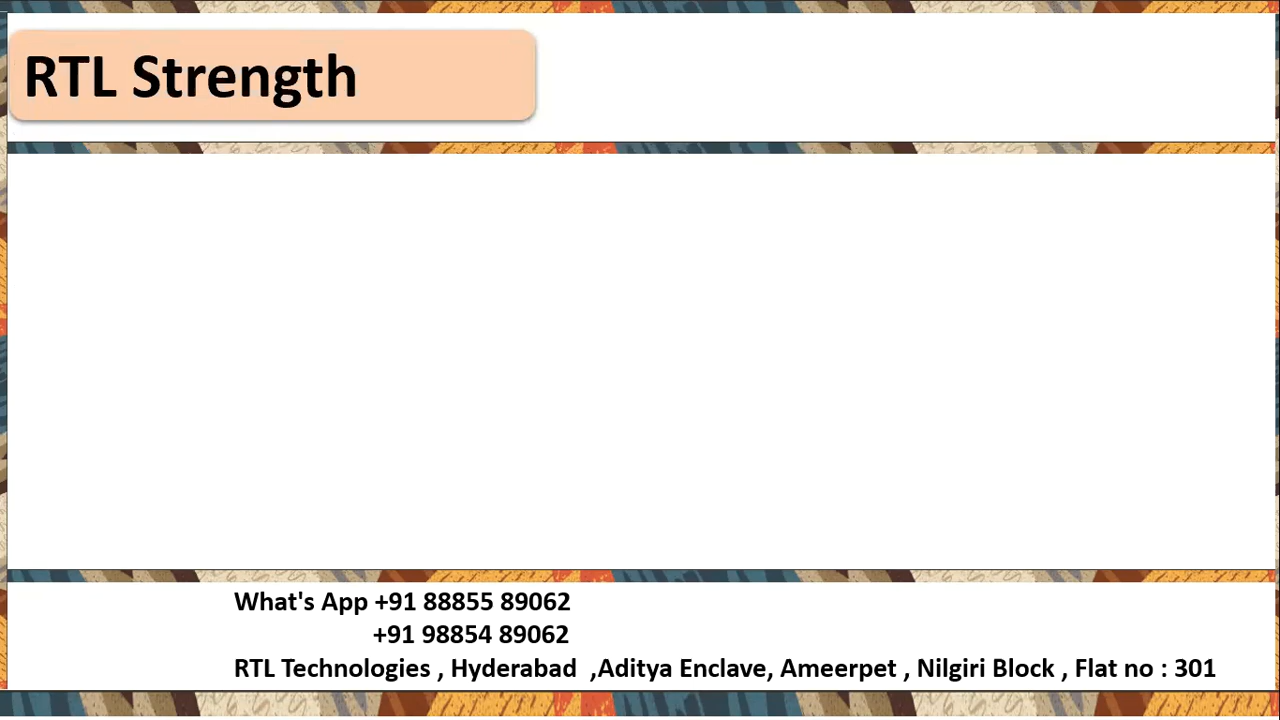 RTL Strength
What's App +91 88855 89062
+91 98854 89062
RTL Technologies , Hyderabad  ,Aditya Enclave, Ameerpet , Nilgiri Block , Flat no : 301